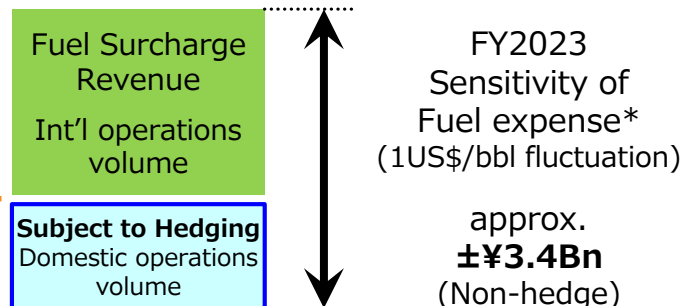 Fuel Surcharge
Revenue
Int'l operations
volume
Subject to Hedging
Domestic operations
volume
FY2023
Sensitivity of
Fuel expense*
(1US$/bbl fluctuation)
approx.
±¥3.4Bn
(Non-hedge)